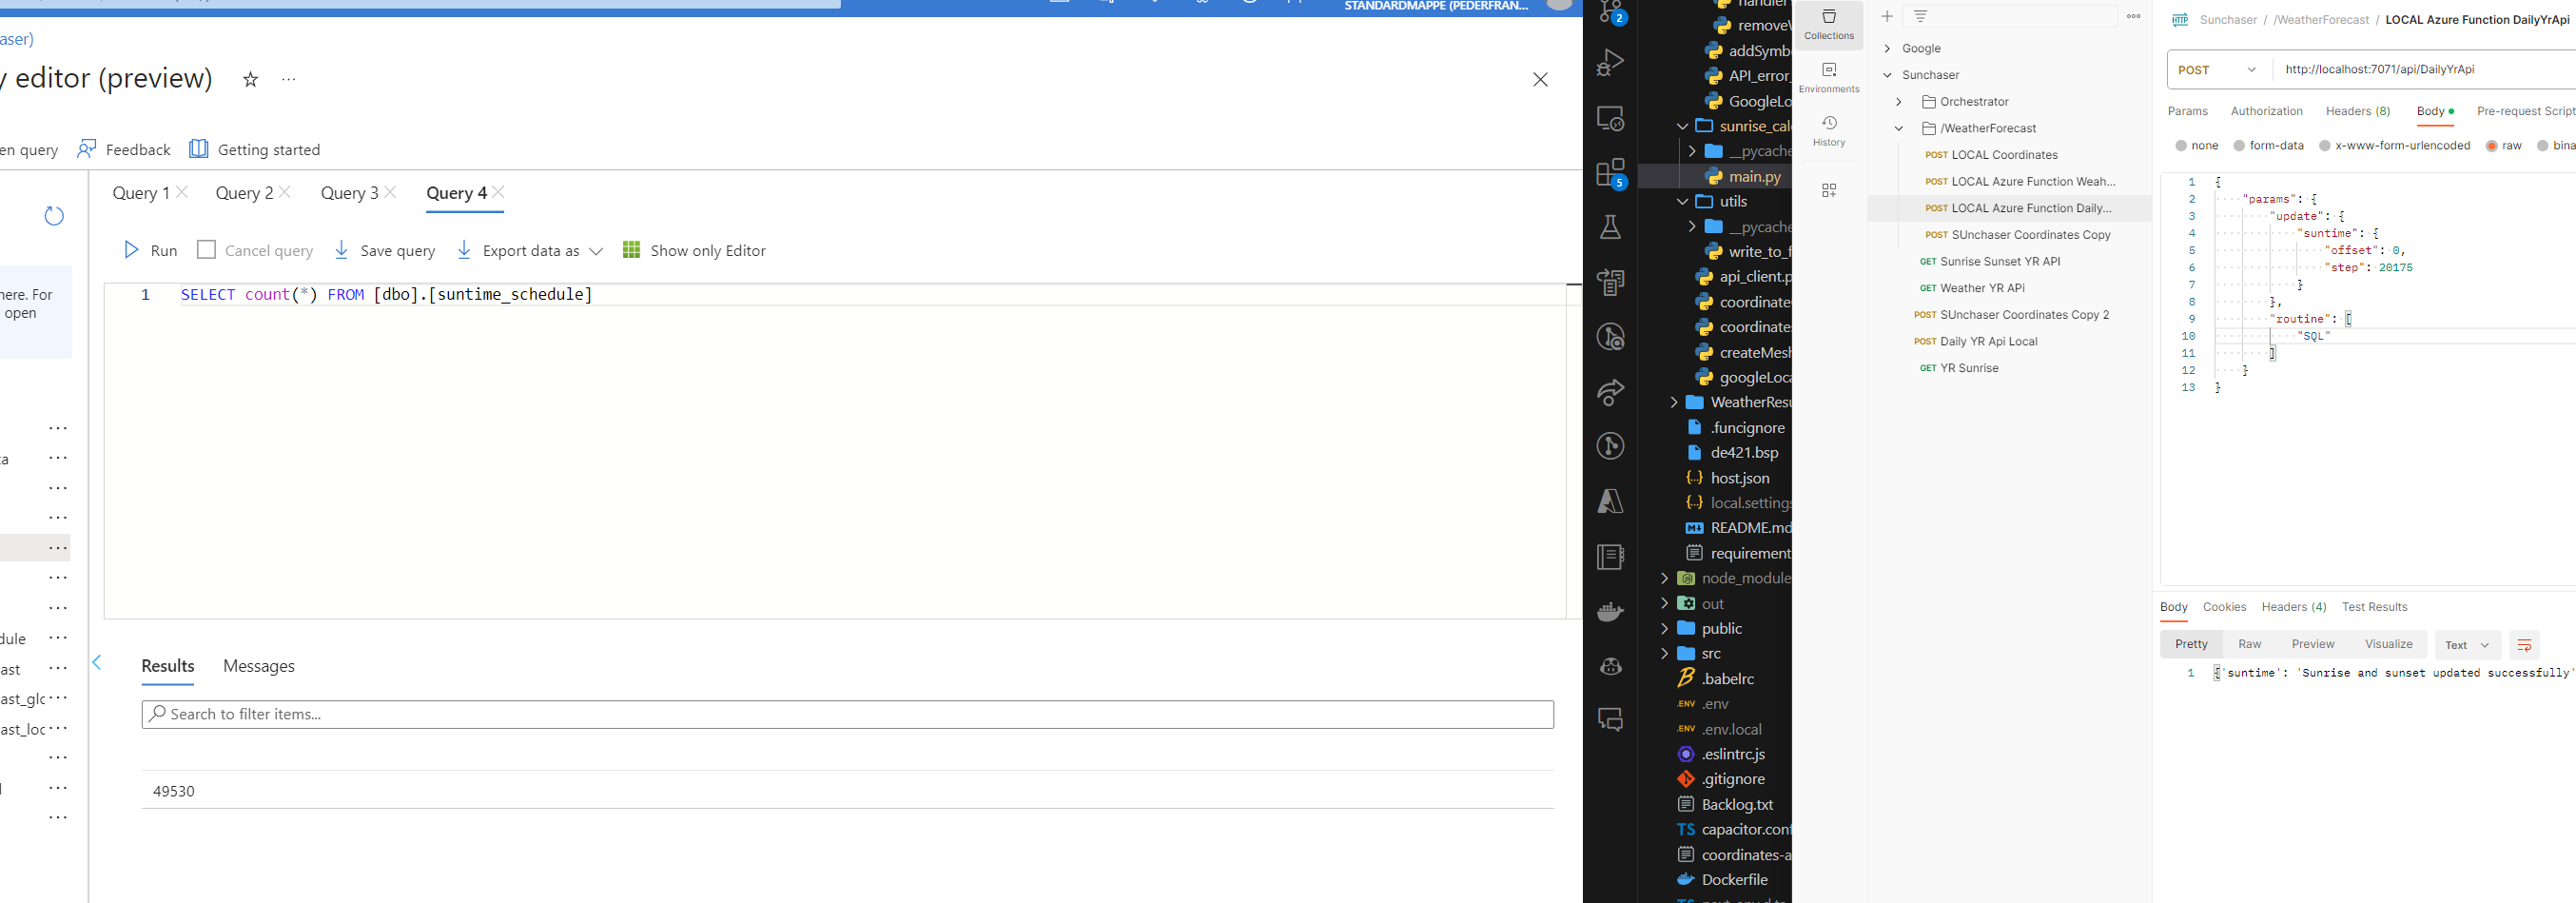 STANDARDMAPPE (PEDERFRAN...
aser)
y editor (preview)
...
en query
Feedback
Getting started
here. For
open
ta
dule
ast
ast_glc
ast_loc
Query 1
Query 2
Query 3
Query 4
Run
Cancel query
Save query
Export data as
Show only Editor
1 SELECT count(*) FROM [dbo].[suntime_schedule]
Results
Messages
Search to filter items...
49530
2
5
removeV
addSymb
API_error_
GoogleLo
sunrise_cal
__pycache
main.py
utils
__pycache
write_to_f
api_client.p
coordinate
coordinate
createMesh
googleLoca
WeatherResu
.funcignore
de421.bsp
host.json
local.settings
README.md
requirement
node_module
out
public
src
.babelrc
.ENV .env
.ENV .env.local
.eslintrc.js
.gitignore
Backlog.txt
TS capacitor.conf
coordinates-a
Dockerfile
Collections
Environments
History
Google
Sunchaser
Orchestrator
/WeatherForecast
POST LOCAL Coordinates
POST LOCAL Azure Function Weah...
POST LOCAL Azure Function Daily...
POST SUnchaser Coordinates Copy
GET Sunrise Sunset YR API
GET Weather YR APi
POST SUnchaser Coordinates Copy 2
POST Daily YR Api Local
GET YR Sunrise
HTTP Sunchaser / /WeatherForecast / LOCAL Azure Function DailyYrApi
POST http://localhost:7071/api/DailyYrApi
Params Authorization Headers (8) Body Pre-request Script
none form-data x-www-form-urlencoded raw bina
1 {
2 "params": {
3 "update": {
4 "suntime": {
5 "offset": 0,
6 "step": 20175
7 }
8 },
9 "routine": [
10 "SQL"
11 ]
12 }
13 }
Body Cookies Headers (4) Test Results
Pretty Raw Preview Visualize Text
1 {'suntime': 'Sunrise and sunset updated successfully'